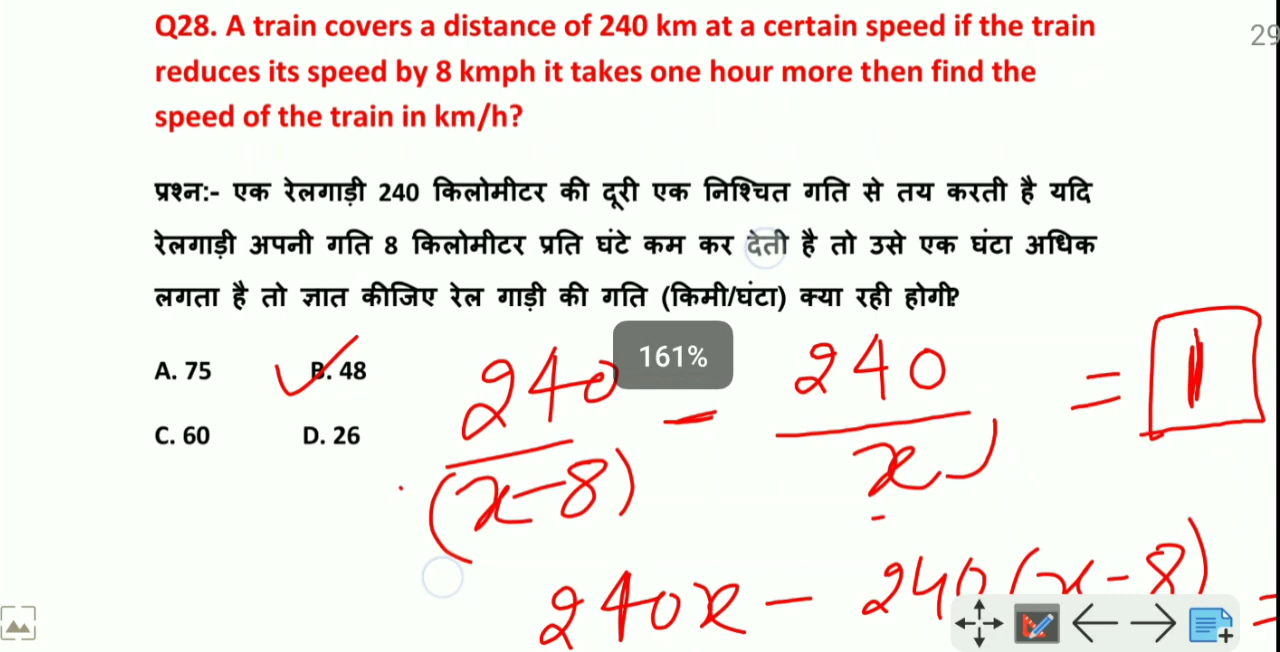 Q28. A train covers a distance of 240 km at a certain speed if the train
reduces its speed by 8 kmph it takes one hour more then find the
speed of the train in km/h?
29
प्रश्न:- एक रेलगाड़ी 240 किलोमीटर की दूरी एक निश्चित गति से तय करती है यदि
रेलगाड़ी अपनी गति 8 किलोमीटर प्रति घंटे कम कर देती है तो उसे एक घंटा अधिक
लगता है तो ज्ञात कीजिए रेल गाड़ी की गति (किमी/घंटा) क्या रही होगी?
A. 75 B. 48
C. 60 D. 26
161%
240/(x-8) - 240/x = 1
240x - 240(x-8) =